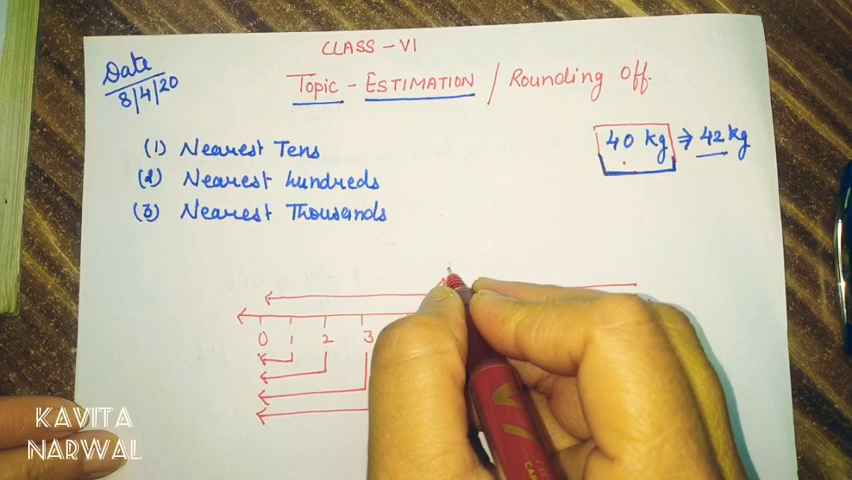 CLASS - VI
Date
8/4/20
Topic - ESTIMATION / Rounding Off.
40 kg ⇒ 42 kg
(1) Nearest Tens
(2) Nearest hundreds
(3) Nearest Thousands
0 1 2 3
KAVITA
NARWAL